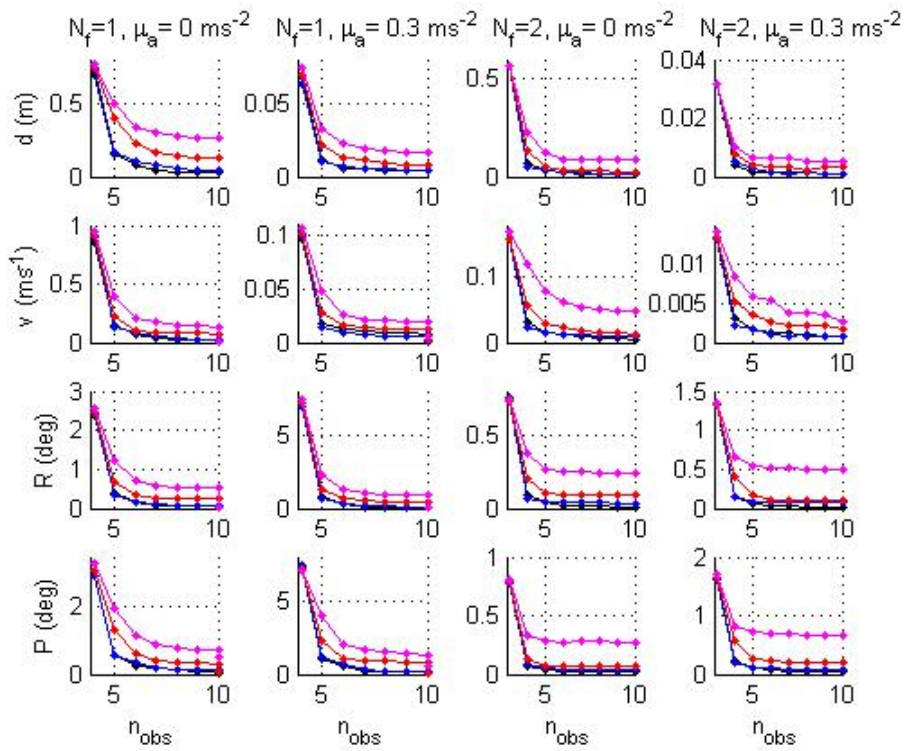 N_f=1, μ_a= 0 ms^-2 N_f=1, μ_a= 0.3 ms^-2 N_f=2, μ_a= 0 ms^-2 N_f=2, μ_a= 0.3 ms^-2
d (m) 0.5 0 5 10
0.05 0 5 10
0.5 0 5 10
0.04 0.02 0 5 10
v (ms^-1) 1 0.5 0 5 10
0.1 0.05 0 5 10
0.1 0 5 10
0.01 0.005 0 5 10
R (deg) 3 2 1 0 5 10
5 0 5 10
0.5 0 5 10
1.5 1 0.5 0 5 10
P (deg) 2 0 5 10
5 0 5 10
1 0.5 0 5 10
2 1 0 5 10
n_obs n_obs n_obs n_obs